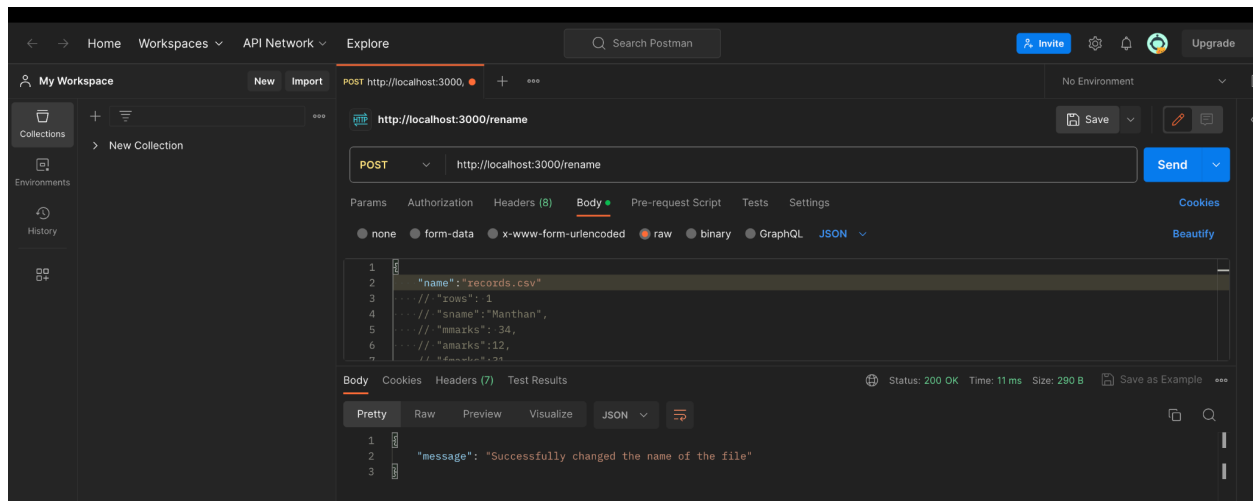 Home Workspaces API Network Explore Search Postman Invite Upgrade
My Workspace New Import POST http://localhost:3000, No Environment
Collections
HTTP http://localhost:3000/rename Save
New Collection
POST http://localhost:3000/rename Send
Environments
Params Authorization Headers (8) Body Pre-request Script Tests Settings Cookies
History
none form-data x-www-form-urlencoded raw binary GraphQL JSON Beautify
1 {
2 "name":"records.csv"
3 // "rows": 1
4 // "sname":"Manthan",
5 // "mmarks": 34,
6 // "amarks":12,
7 // "fmarks":31
Body Cookies Headers (7) Test Results Status: 200 OK Time: 11 ms Size: 290 B Save as Example
Pretty Raw Preview Visualize JSON
1 {
2 "message": "Successfully changed the name of the file"
3 }